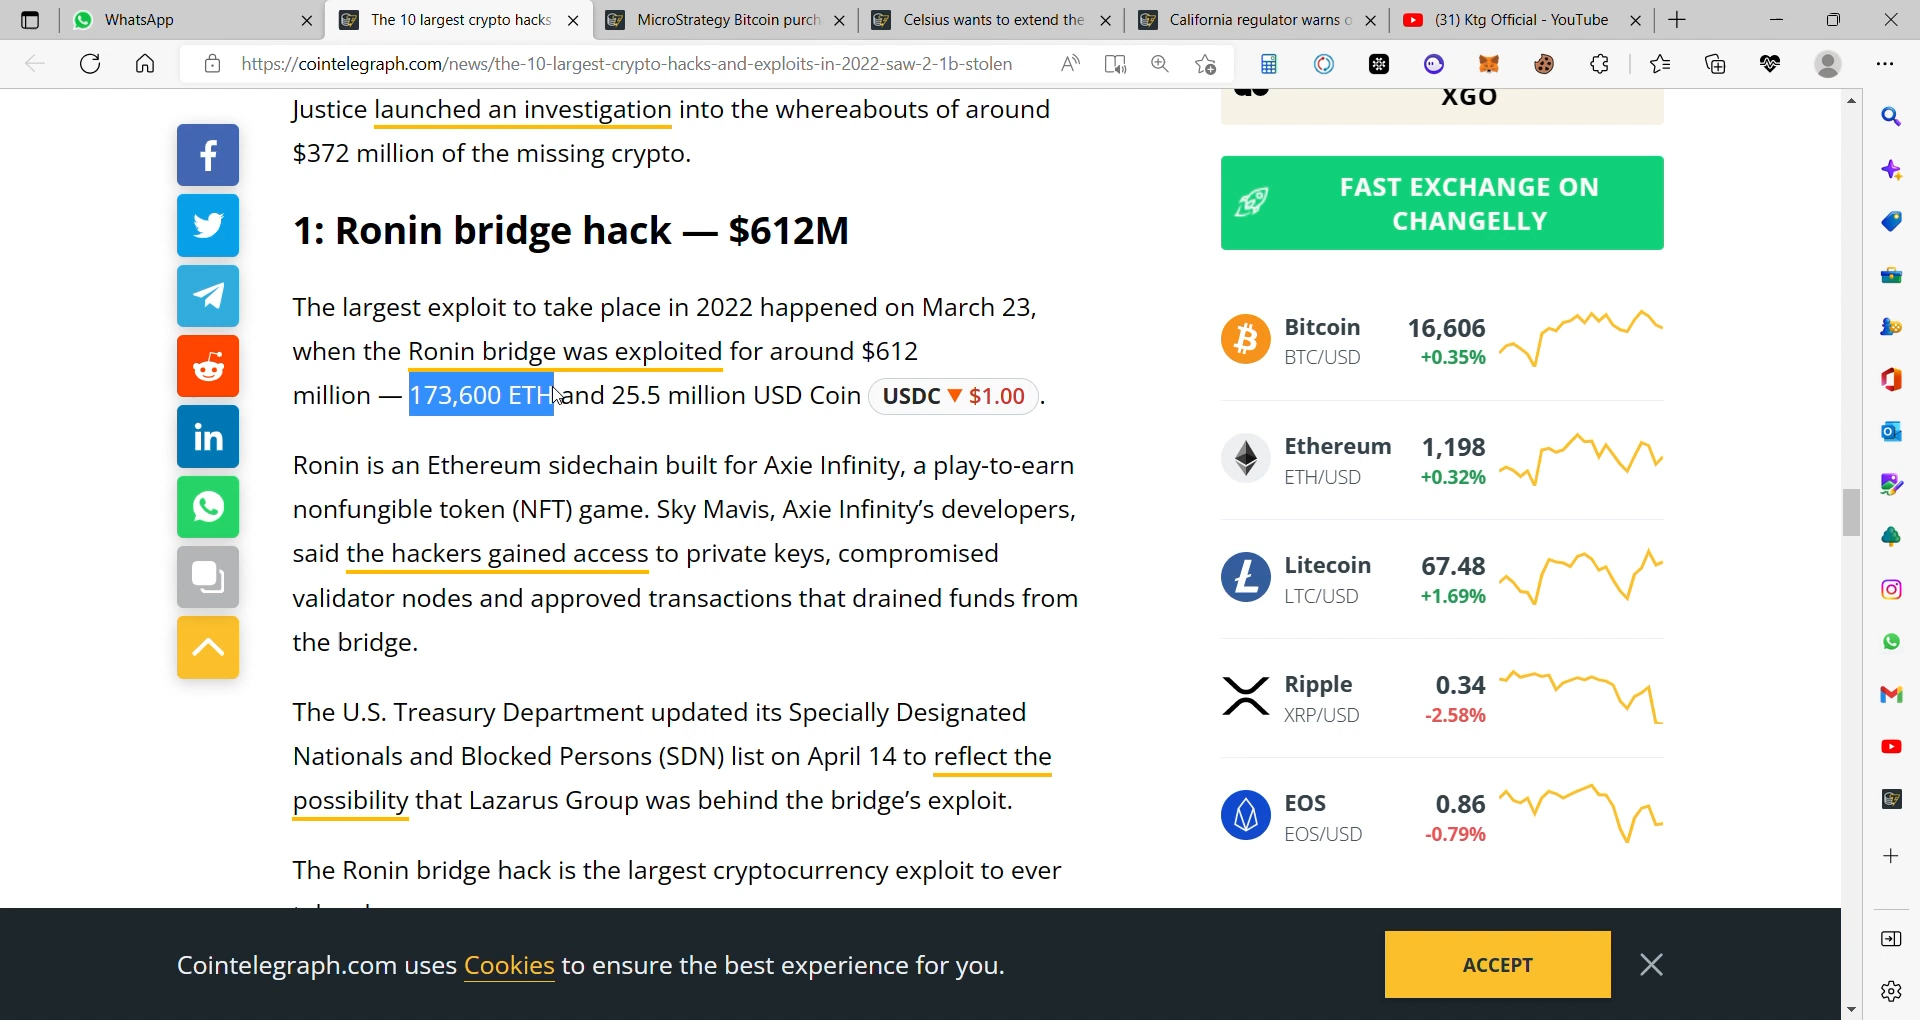 WhatsApp
The 10 largest crypto hacks
MicroStrategy Bitcoin purch
Celsius wants to extend the
California regulator warns o
(31) Ktg Official - YouTube
https://cointelegraph.com/news/the-10-largest-crypto-hacks-and-exploits-in-2022-saw-2-1b-stolen
Justice launched an investigation into the whereabouts of around
$372 million of the missing crypto.
1: Ronin bridge hack — $612M
The largest exploit to take place in 2022 happened on March 23,
when the Ronin bridge was exploited for around $612
million — 173,600 ETH and 25.5 million USD Coin USDC ▼ $1.00 .
Ronin is an Ethereum sidechain built for Axie Infinity, a play-to-earn
nonfungible token (NFT) game. Sky Mavis, Axie Infinity’s developers,
said the hackers gained access to private keys, compromised
validator nodes and approved transactions that drained funds from
the bridge.
The U.S. Treasury Department updated its Specially Designated
Nationals and Blocked Persons (SDN) list on April 14 to reflect the
possibility that Lazarus Group was behind the bridge’s exploit.
The Ronin bridge hack is the largest cryptocurrency exploit to ever
XGO
FAST EXCHANGE ON
CHANGELLY
Bitcoin 16,606
BTC/USD +0.35%
Ethereum 1,198
ETH/USD +0.32%
Litecoin 67.48
LTC/USD +1.69%
Ripple 0.34
XRP/USD -2.58%
EOS 0.86
EOS/USD -0.79%
Cointelegraph.com uses Cookies to ensure the best experience for you.
ACCEPT